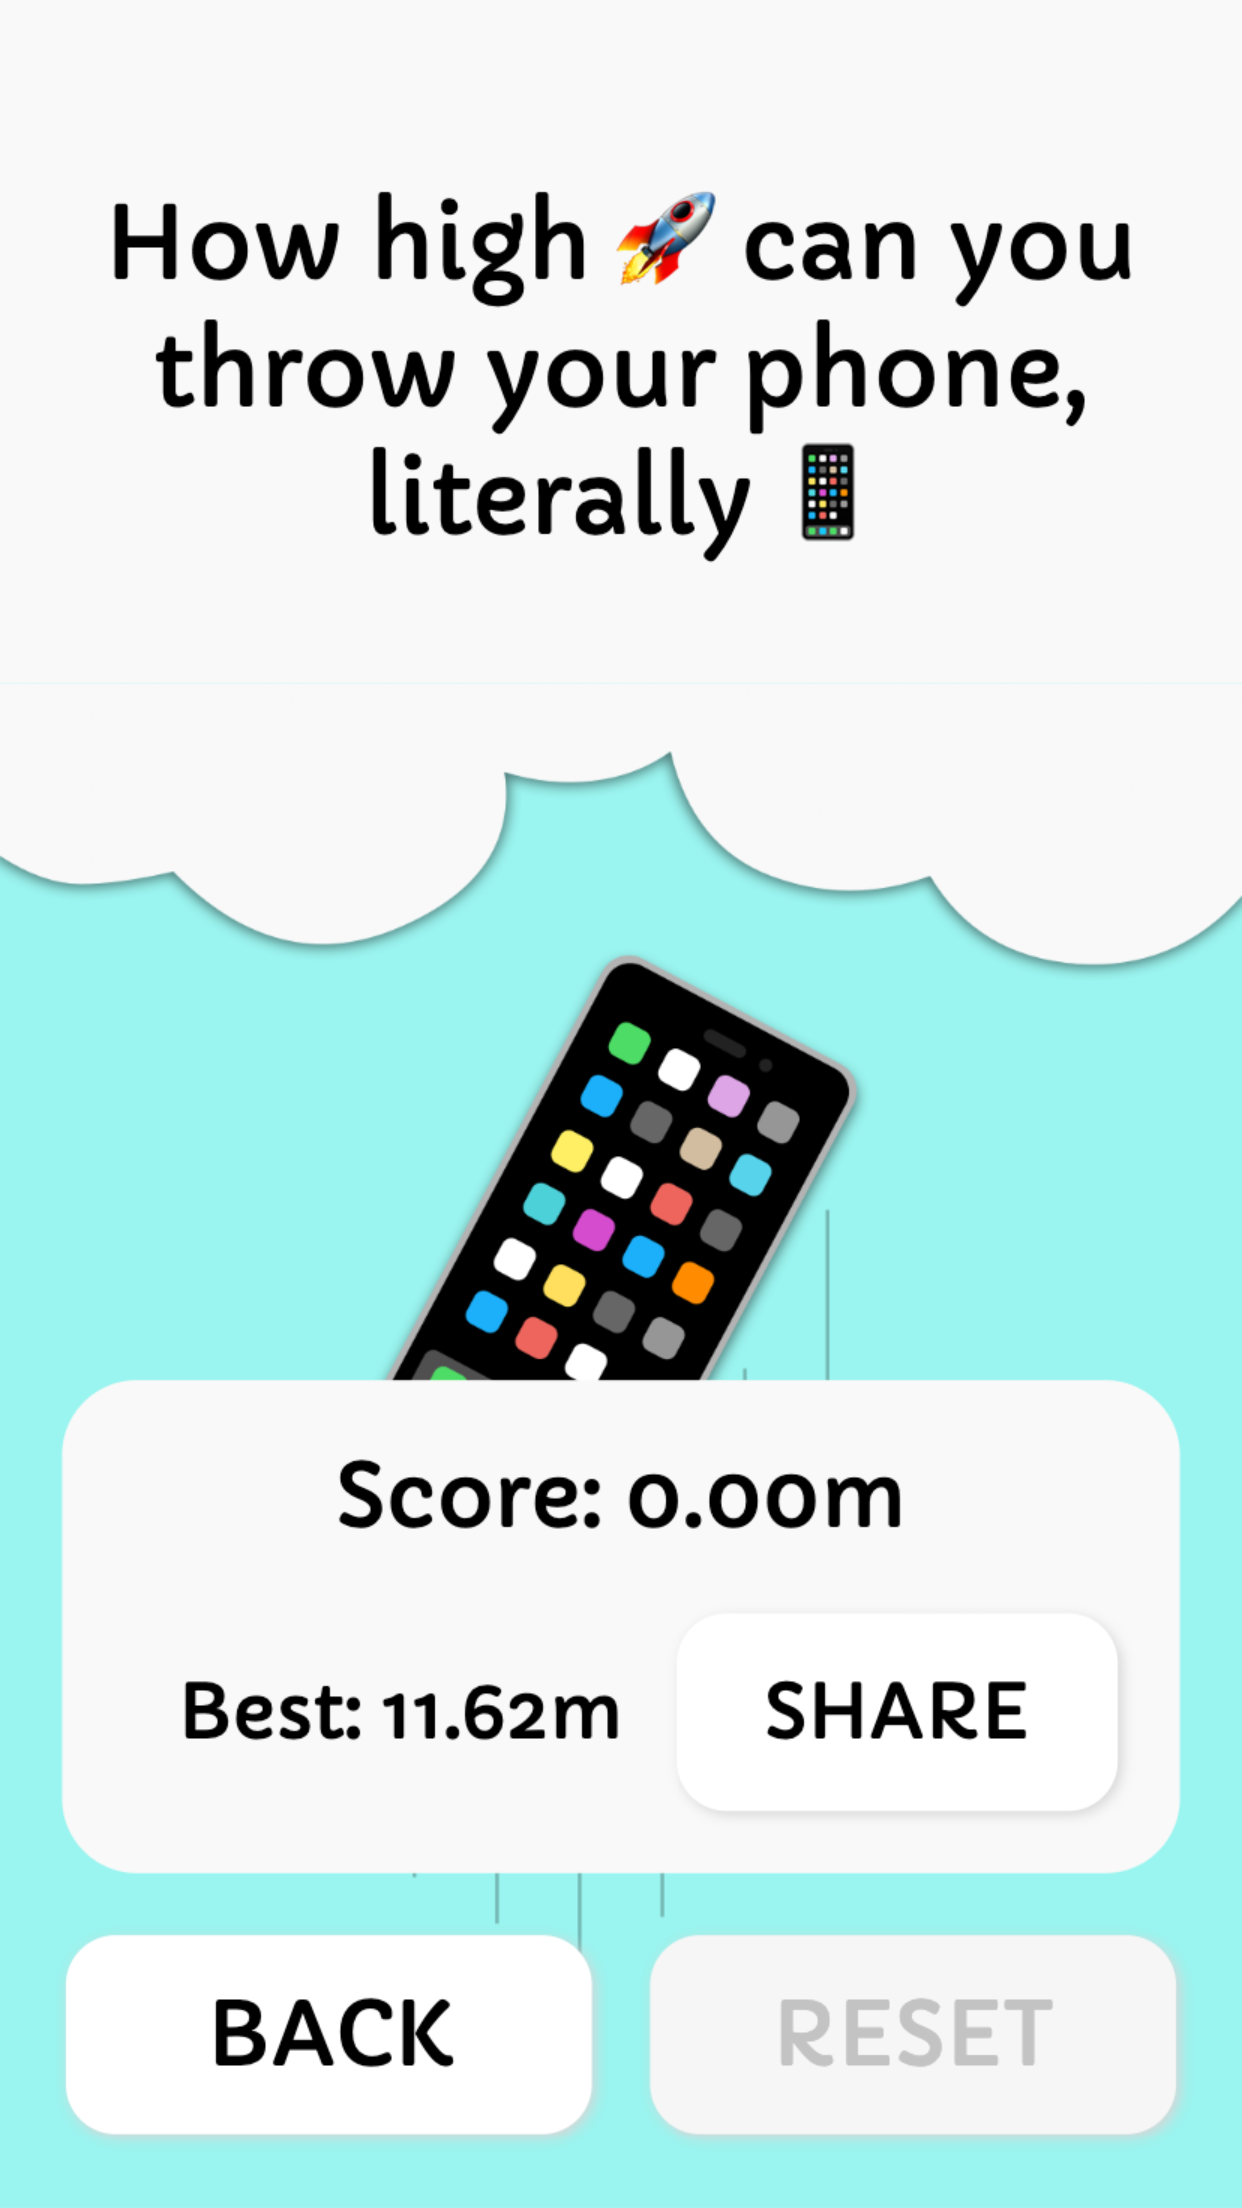 How high 🚀 can you
throw your phone,
literally 📱
Score: 0.00m
Best: 11.62m
SHARE
BACK
RESET